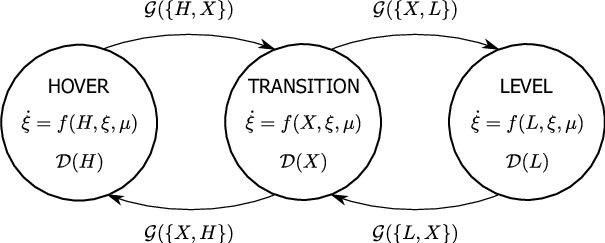 𝒢({H, X}) 𝒢({X, L})
HOVER TRANSITION LEVEL
ξ̇ = f(H, ξ, μ) ξ̇ = f(X, ξ, μ) ξ̇ = f(L, ξ, μ)
𝒟(H) 𝒟(X) 𝒟(L)
𝒢({X, H}) 𝒢({L, X})